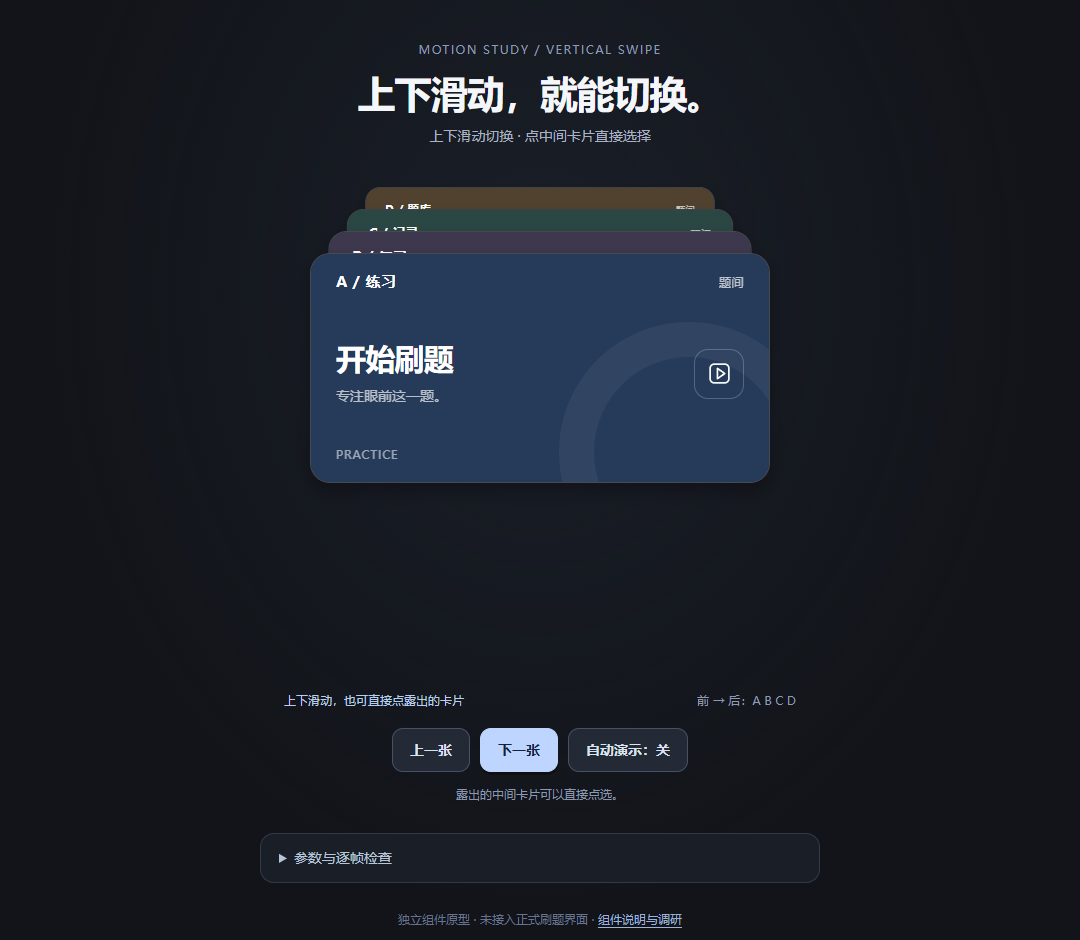 MOTION STUDY / VERTICAL SWIPE
上下滑动，就能切换。
上下滑动切换 · 点中间卡片直接选择
A / 练习
题间
开始刷题
专注眼前这一题。
PRACTICE
上下滑动，也可直接点露出的卡片
前 → 后：A B C D
上一张
下一张
自动演示：关
露出的中间卡片可以直接点选。
▶ 参数与逐帧检查
独立组件原型 · 未接入正式刷题界面 · 组件说明与调研